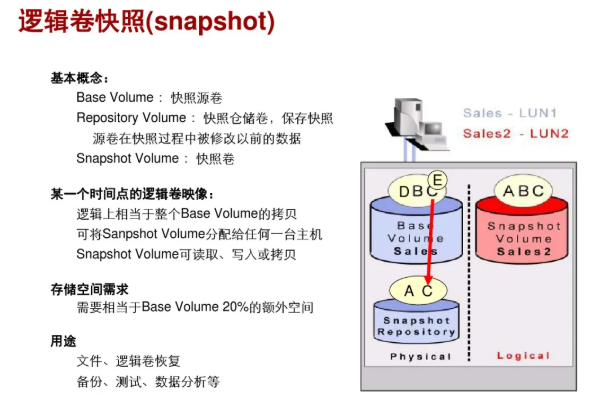 逻辑卷快照(snapshot)
基本概念：
Base Volume ：快照源卷
Repository Volume ：快照仓储卷，保存快照
源卷在快照过程中被修改以前的数据
Snapshot Volume ：快照卷
某一个时间点的逻辑卷映像：
逻辑上相当于整个Base Volume的拷贝
可将Sanpshot Volume分配给任何一台主机
Snapshot Volume可读取、写入或拷贝
存储空间需求
需要相当于Base Volume 20%的额外空间
用途
文件、逻辑卷恢复
备份、测试、数据分析等
Sales - LUN1
Sales2 - LUN2
E
DBC
Base
Volume
Sales
A C
Snapshot
Repository
Physical
ABC
Snapshot
Volume
Sales2
Logical